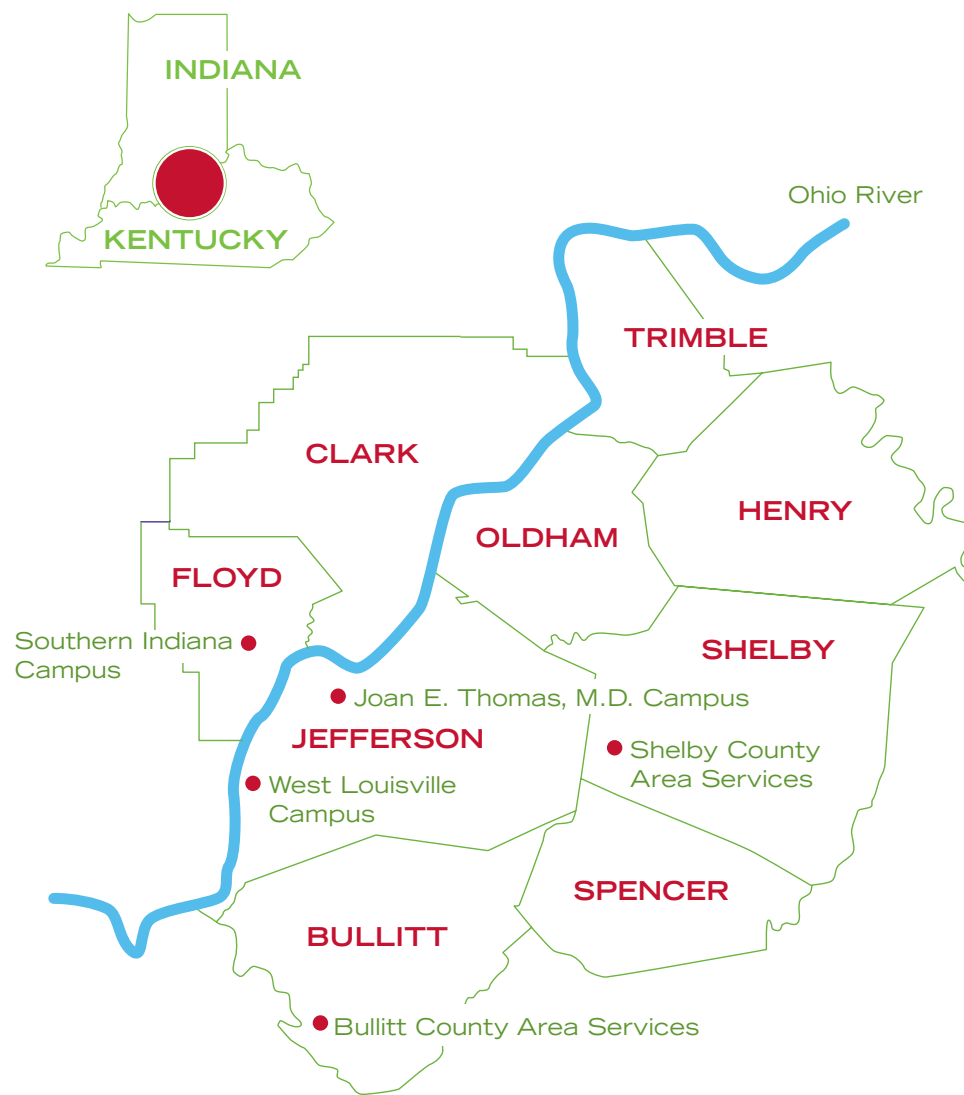 INDIANA
KENTUCKY
Ohio River
TRIMBLE
CLARK
HENRY
OLDHAM
FLOYD
Southern Indiana
Campus
SHELBY
Joan E. Thomas, M.D. Campus
JEFFERSON
Shelby County
Area Services
West Louisville
Campus
SPENCER
BULLITT
Bullitt County Area Services